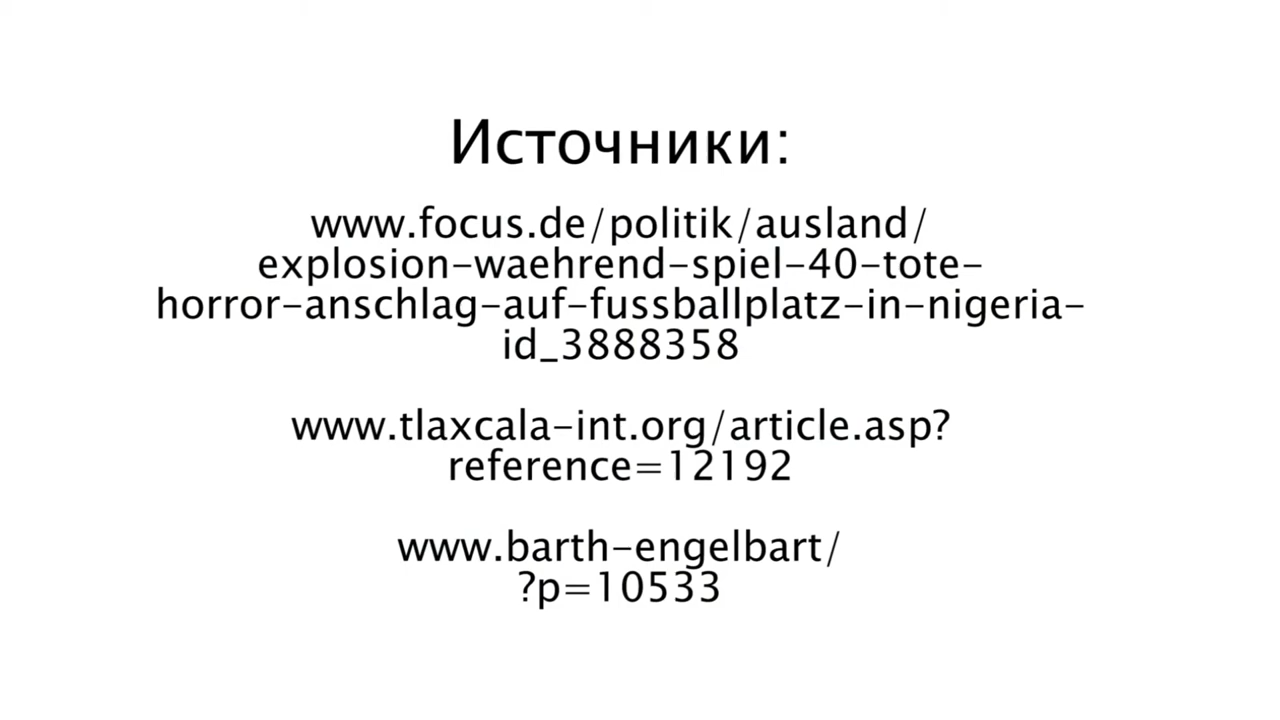 Источники:
www.focus.de/politik/ausland/
explosion-waehrend-spiel-40-tote-
horror-anschlag-auf-fussballplatz-in-nigeria-
id_3888358
www.tlaxcala-int.org/article.asp?
reference=12192
www.barth-engelbart/
?p=10533